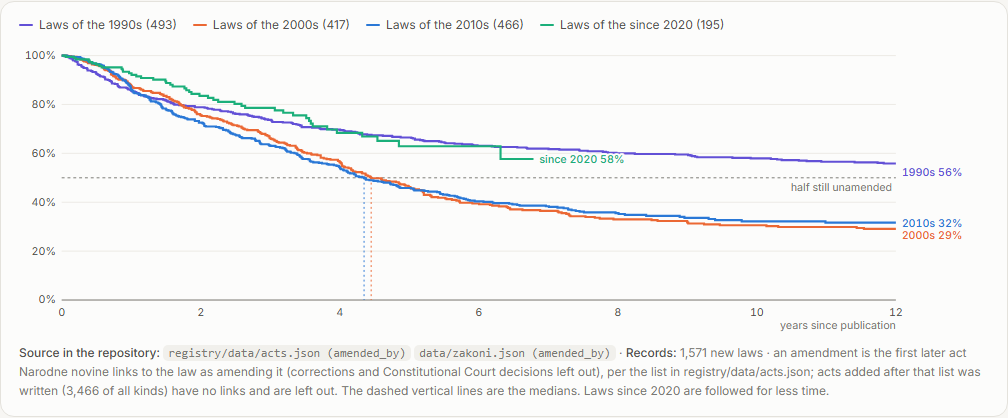 Laws of the 1990s (493) Laws of the 2000s (417) Laws of the 2010s (466) Laws of the since 2020 (195)
100%
80%
60%
40%
20%
0%
since 2020 58%
1990s 56%
half still unamended
2010s 32%
2000s 29%
0 2 4 6 8 10 12
years since publication
Source in the repository: registry/data/acts.json (amended_by) data/zakoni.json (amended_by) · Records: 1,571 new laws · an amendment is the first later act
Narodne novine links to the law as amending it (corrections and Constitutional Court decisions left out), per the list in registry/data/acts.json; acts added after that list was
written (3,466 of all kinds) have no links and are left out. The dashed vertical lines are the medians. Laws since 2020 are followed for less time.